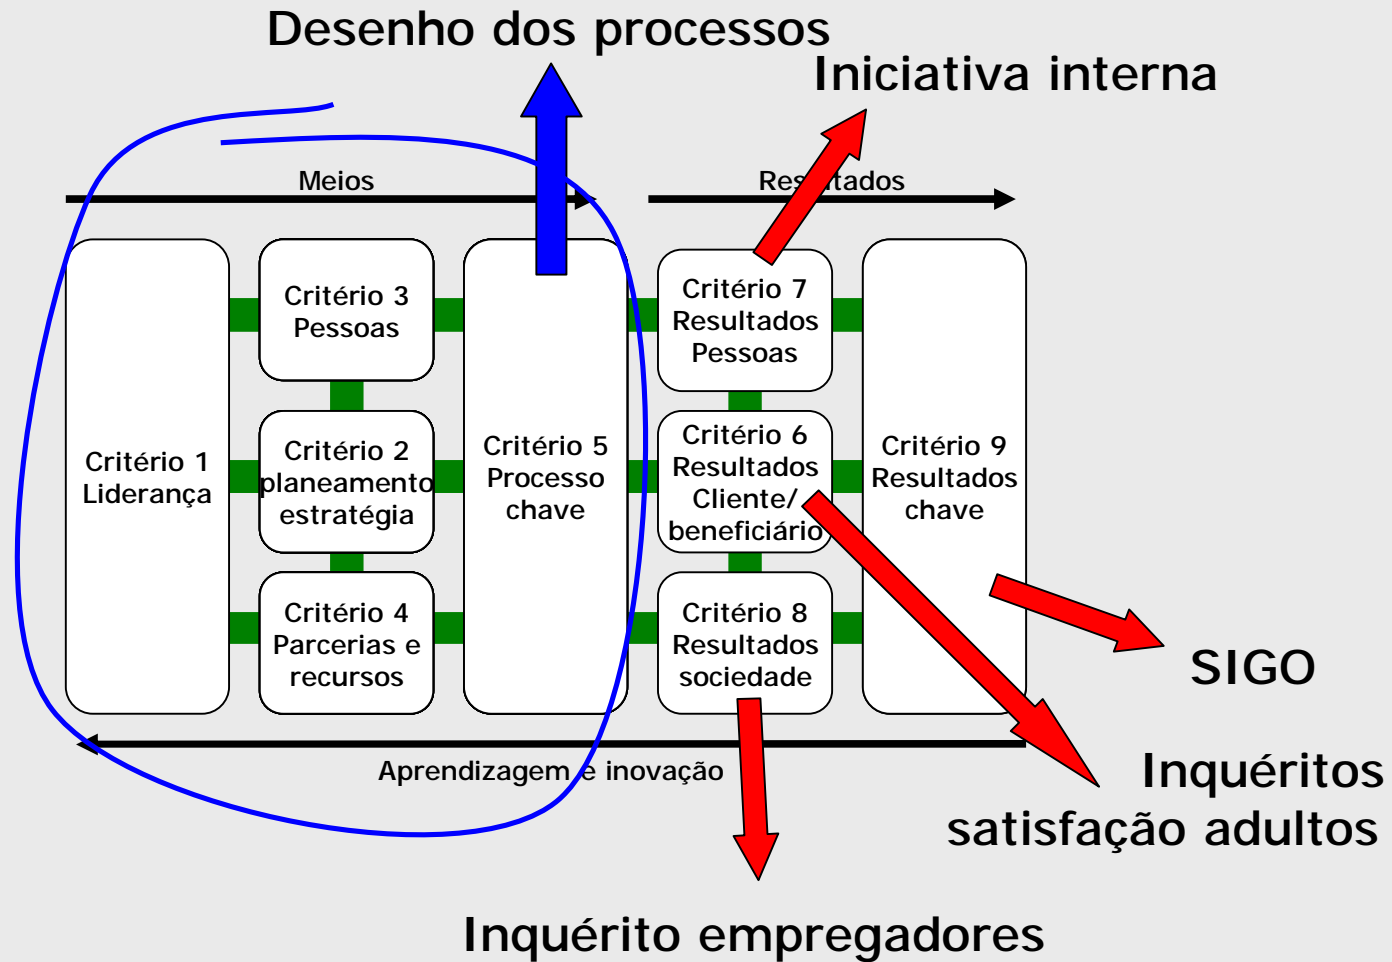 Desenho dos processos
Iniciativa interna
Meios
Resultados
Critério 1
Liderança
Critério 3
Pessoas
Critério 2
planeamento
estratégia
Critério 4
Parcerias e
recursos
Critério 5
Processo
chave
Critério 7
Resultados
Pessoas
Critério 6
Resultados
Cliente/
beneficiário
Critério 8
Resultados
sociedade
Critério 9
Resultados
chave
SIGO
Aprendizagem e inovação
Inquéritos
satisfação adultos
Inquérito empregadores